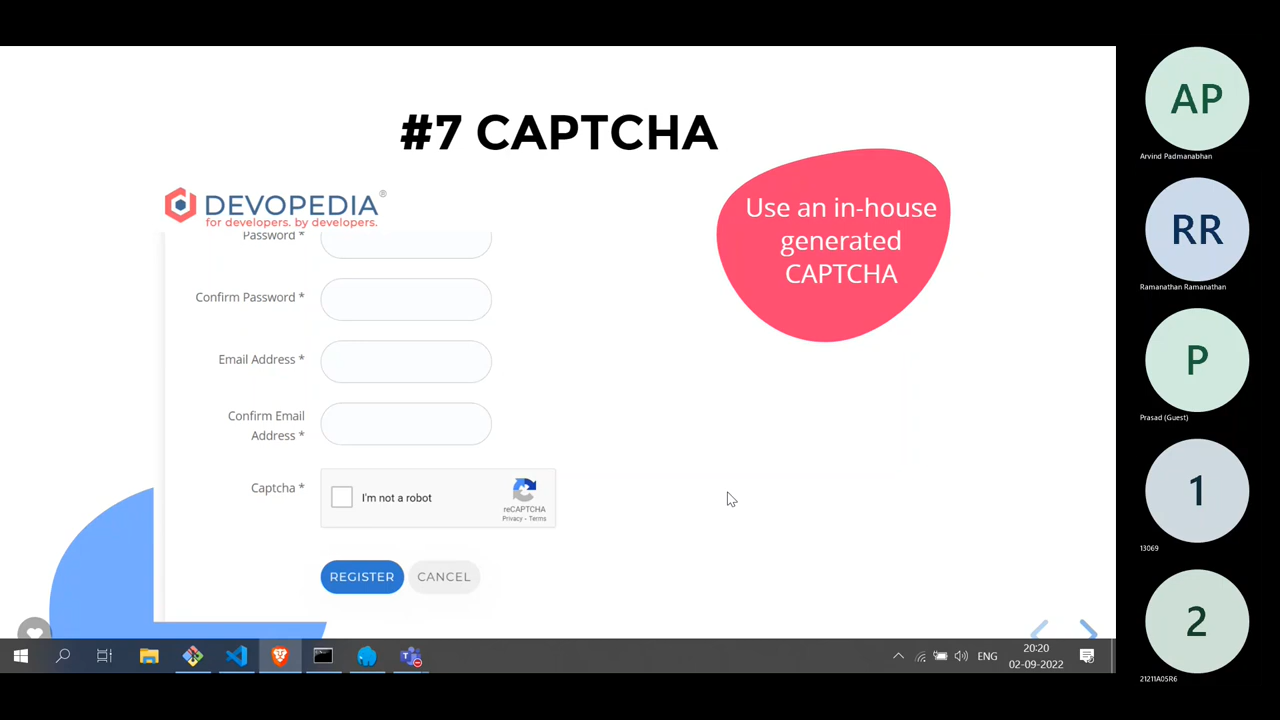 #7 CAPTCHA
DEVOPEDIA®
for developers. by developers.
Use an in-house
generated
CAPTCHA
Password *
Confirm Password *
Email Address *
Confirm Email
Address *
Captcha *
I'm not a robot
reCAPTCHA
Privacy - Terms
REGISTER
CANCEL
AP
Arvind Padmanabhan
RR
Ramanathan Ramanathan
P
Prasad (Guest)
1
13069
2
21211A05R6
ENG
20:20
02-09-2022